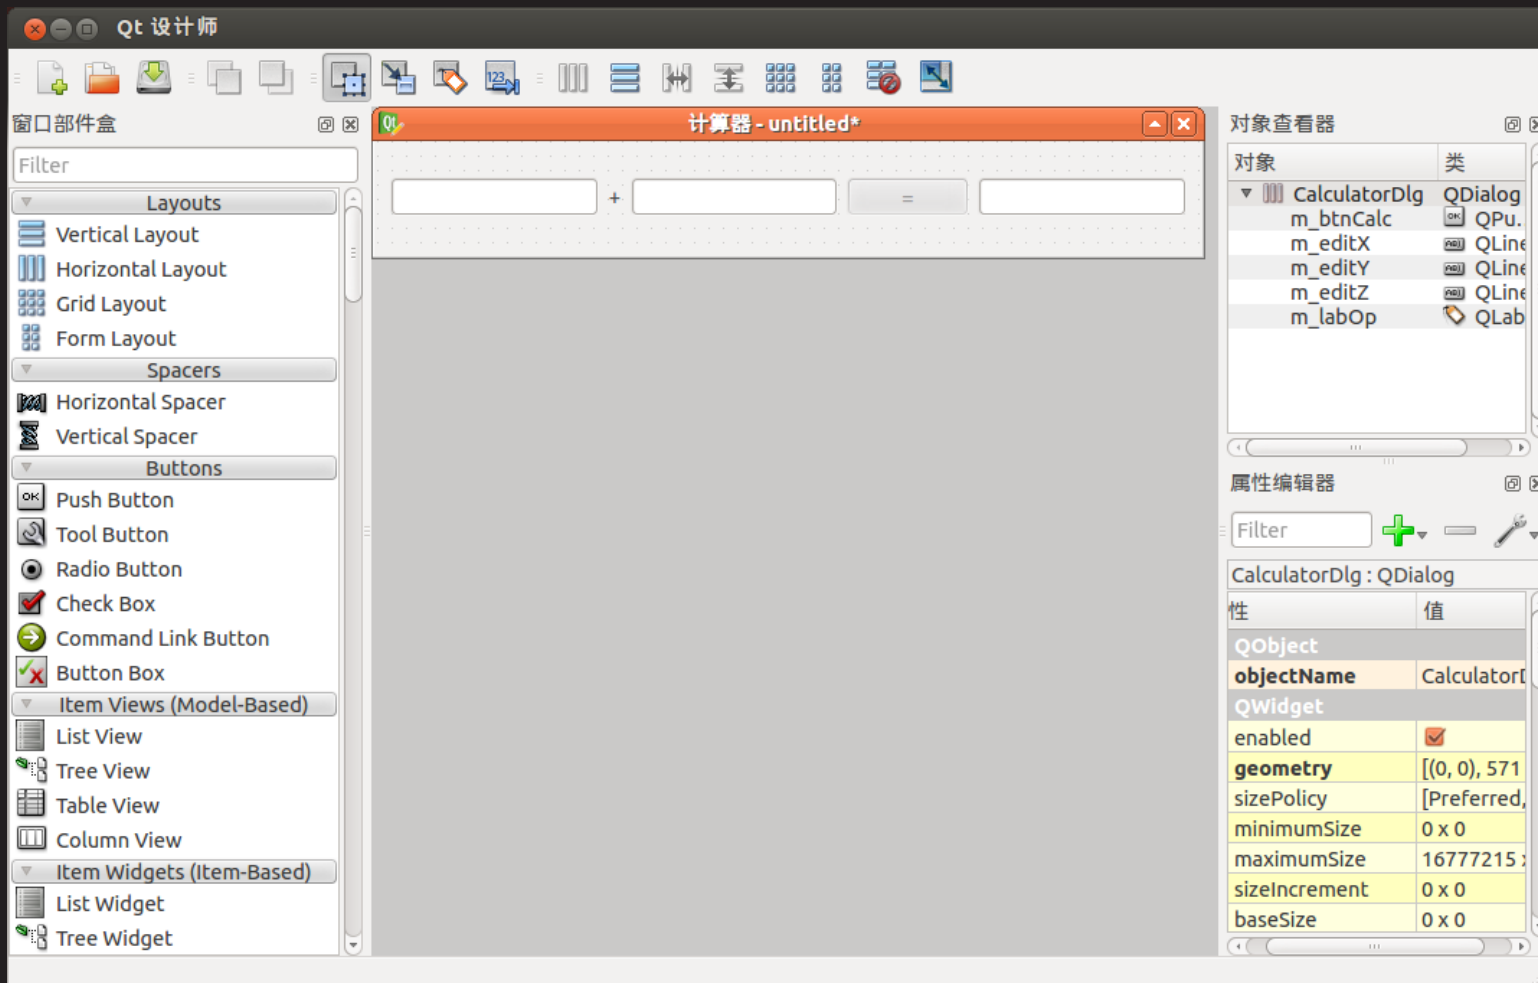 Qt 设计师
窗口部件盒
Filter
Layouts
Vertical Layout
Horizontal Layout
Grid Layout
Form Layout
Spacers
Horizontal Spacer
Vertical Spacer
Buttons
OK Push Button
Tool Button
Radio Button
Check Box
Command Link Button
Button Box
Item Views (Model-Based)
List View
Tree View
Table View
Column View
Item Widgets (Item-Based)
List Widget
Tree Widget
123
Qt 计算器 - untitled*
+ =
对象查看器
对象 类
CalculatorDlg QDialog
m_btnCalc OK QPu.
m_editX QLine
m_editY QLine
m_editZ QLine
m_labOp QLab
属性编辑器
Filter
CalculatorDlg : QDialog
性 值
QObject
objectName CalculatorD
QWidget
enabled
geometry [(0, 0), 571
sizePolicy [Preferred,
minimumSize 0 x 0
maximumSize 16777215 x
sizeIncrement 0 x 0
baseSize 0 x 0